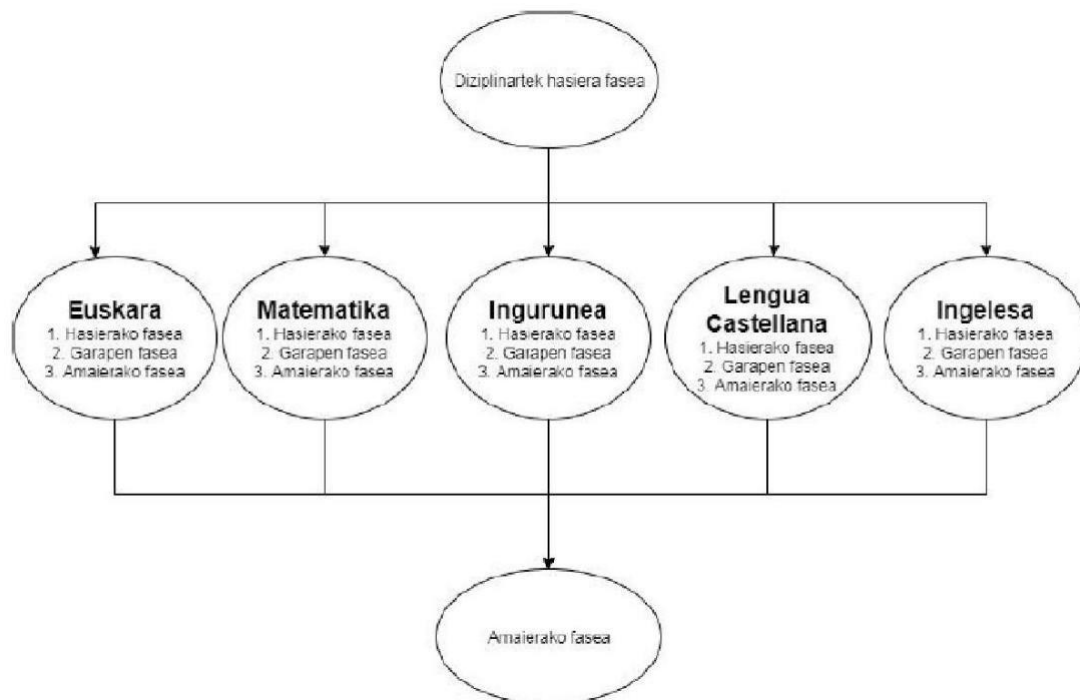 Diziplinartek hasiera fasea
Euskara
1. Hasierako fasea
2. Garapen fasea
3. Amaierako fasea
Matematika
1. Hasierako fasea
2. Garapen fasea
3. Amaierako fasea
Ingurunea
1. Hasierako fasea
2. Garapen fasea
3. Amaierako fasea
Lengua
Castellana
1. Hasierako fasea
2. Garapen fasea
3. Amaierako fasea
Ingelesa
1. Hasierako fasea
2. Garapen fasea
3. Amaierako fasea
Amaierako fasea